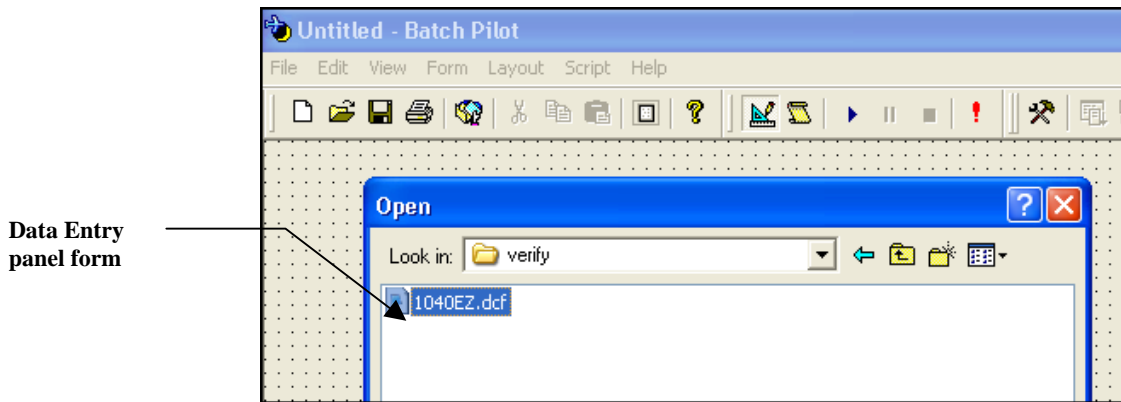 Untitled - Batch Pilot
File Edit View Form Layout Script Help
Open
Data Entry
panel form
Look in: verify
1040EZ.dcf